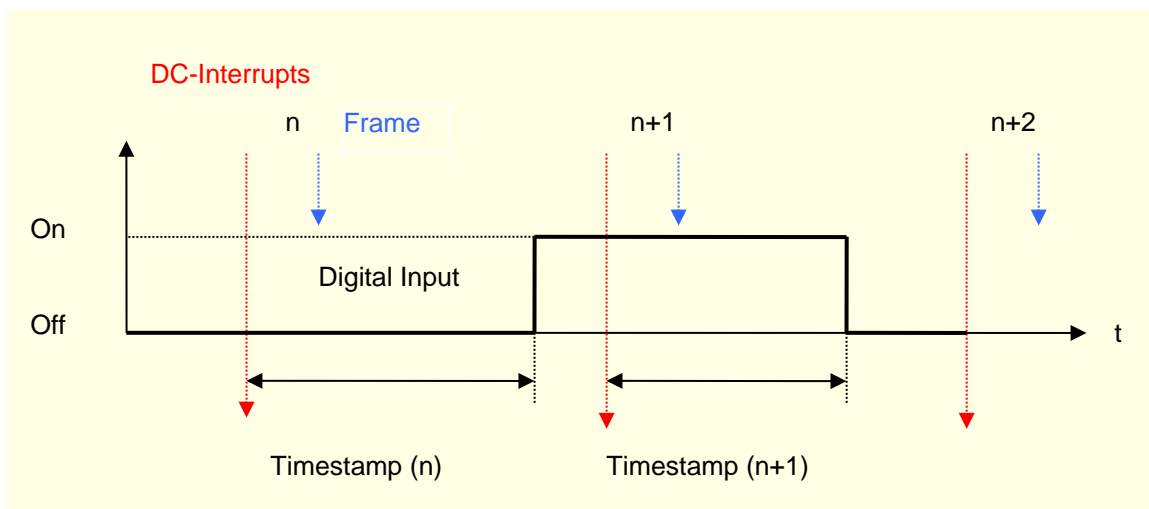 DC-Interrupts
n Frame n+1 n+2
On
Digital Input
Off
t
Timestamp (n) Timestamp (n+1)